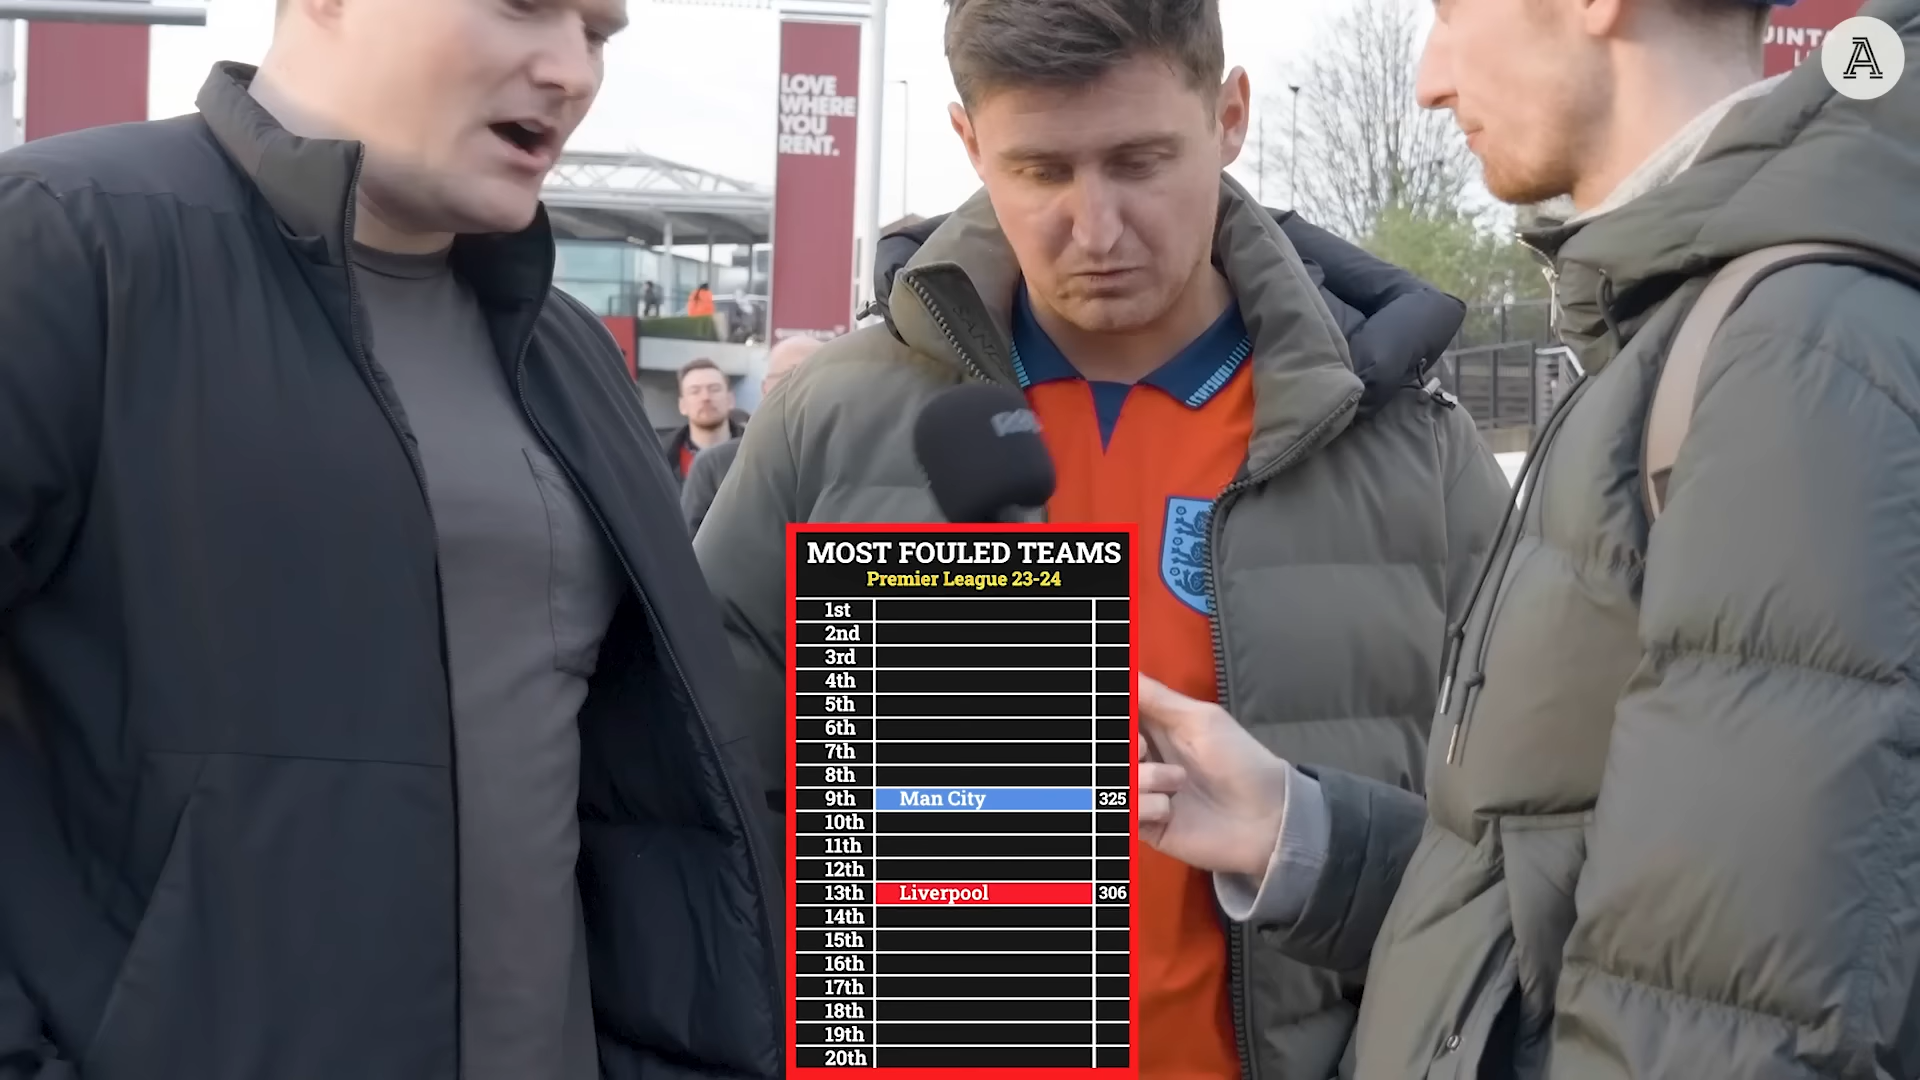 LOVE
WHERE
YOU
RENT.
A
MOST FOULED TEAMS
Premier League 23-24
1st
2nd
3rd
4th
5th
6th
7th
8th
9th Man City 325
10th
11th
12th
13th Liverpool 306
14th
15th
16th
17th
18th
19th
20th